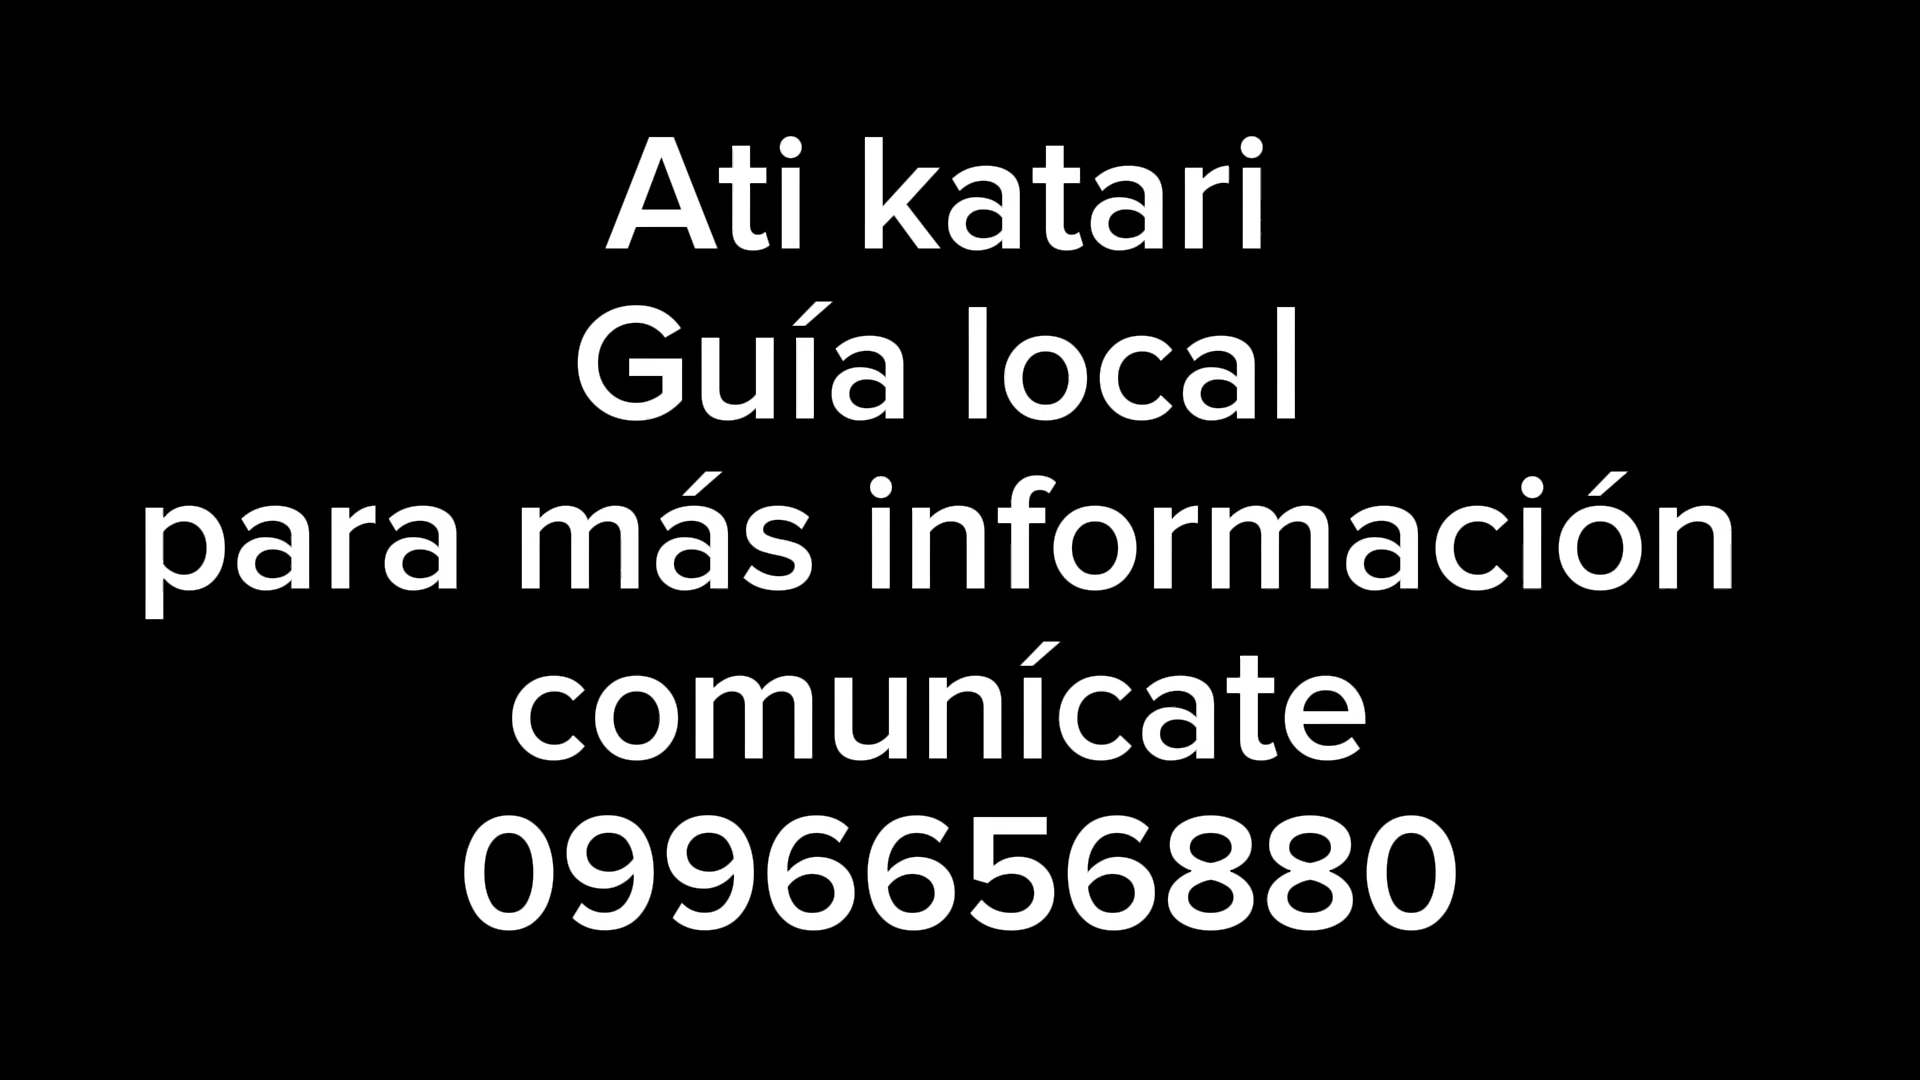 Ati katari
Guía local
para más información
comunícate
0996656880